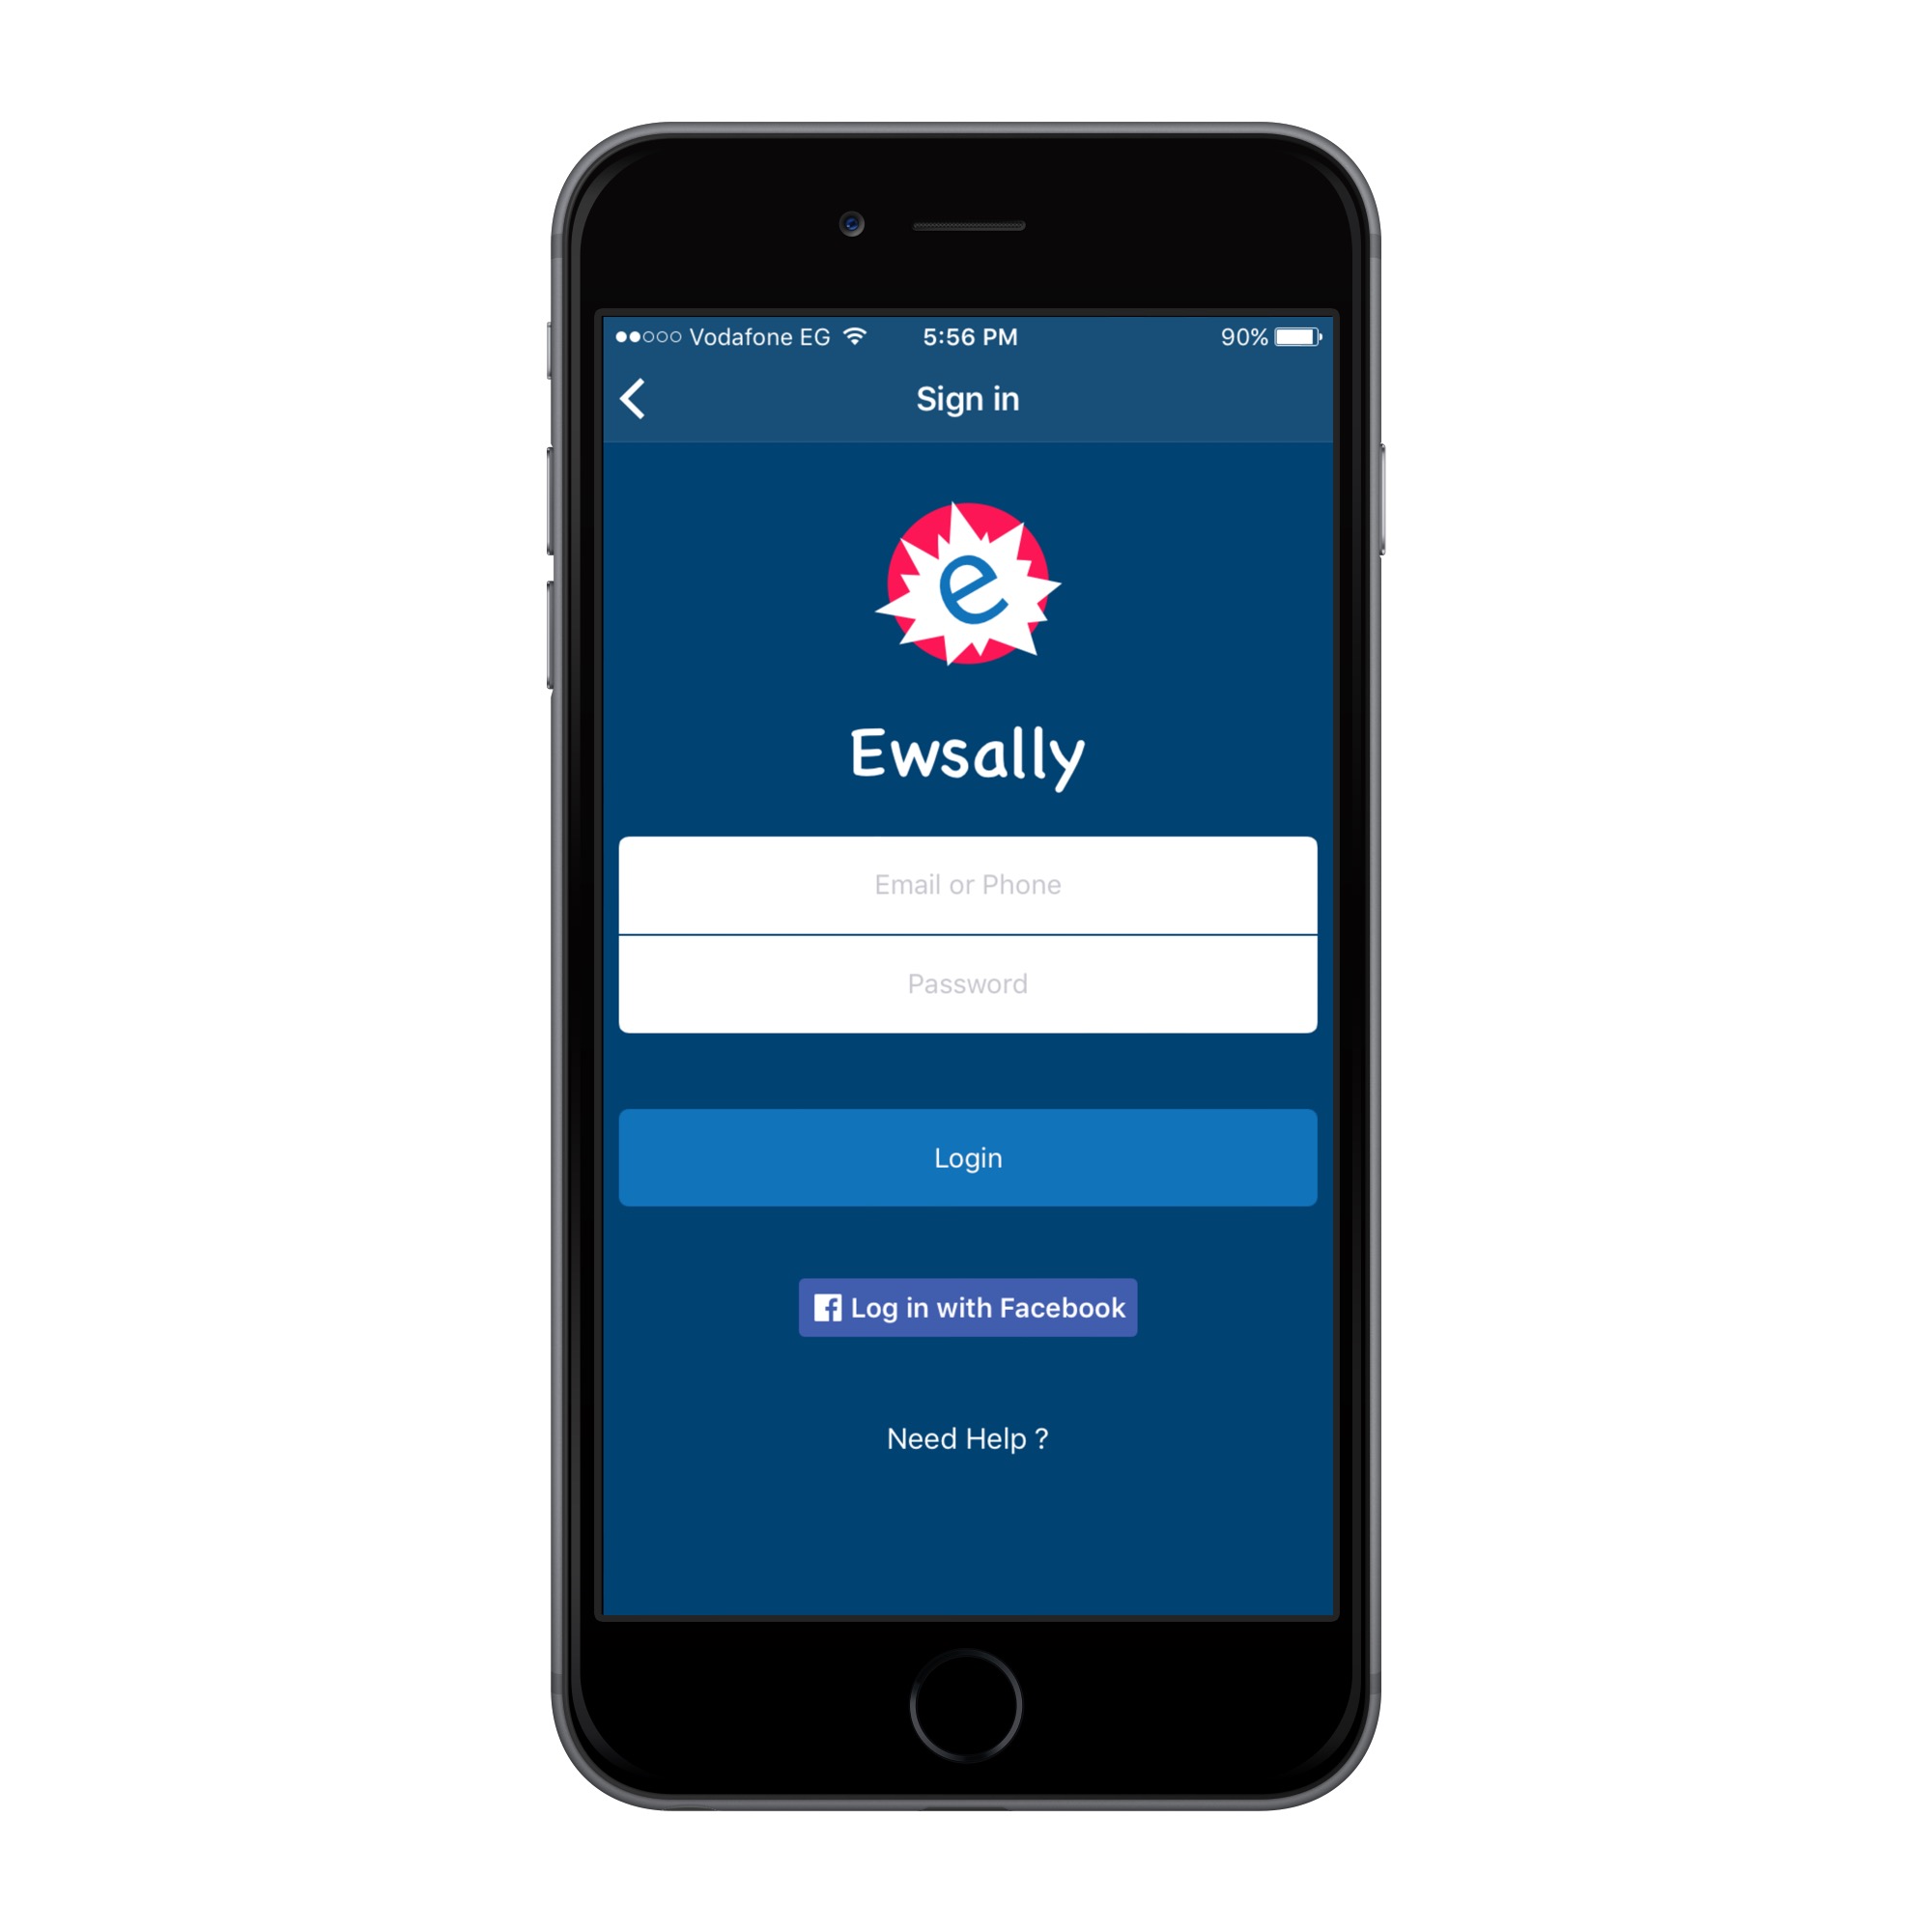 Vodafone EG 5:56 PM 90%
Sign in
e
Ewsally
Email or Phone
Password
Login
f Log in with Facebook
Need Help ?